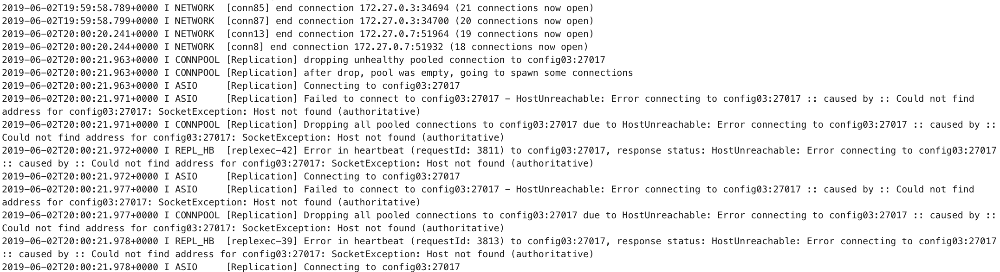 2019-06-02T19:59:58.789+0000 I NETWORK  [conn85] end connection 172.27.0.3:34694 (21 connections now open)
2019-06-02T19:59:58.799+0000 I NETWORK  [conn87] end connection 172.27.0.3:34700 (20 connections now open)
2019-06-02T20:00:20.241+0000 I NETWORK  [conn13] end connection 172.27.0.7:51964 (19 connections now open)
2019-06-02T20:00:20.244+0000 I NETWORK  [conn8] end connection 172.27.0.7:51932 (18 connections now open)
2019-06-02T20:00:21.963+0000 I CONNPOOL [Replication] dropping unhealthy pooled connection to config03:27017
2019-06-02T20:00:21.963+0000 I CONNPOOL [Replication] after drop, pool was empty, going to spawn some connections
2019-06-02T20:00:21.963+0000 I ASIO     [Replication] Connecting to config03:27017
2019-06-02T20:00:21.971+0000 I ASIO     [Replication] Failed to connect to config03:27017 - HostUnreachable: Error connecting to config03:27017 :: caused by :: Could not find
address for config03:27017: SocketException: Host not found (authoritative)
2019-06-02T20:00:21.971+0000 I CONNPOOL [Replication] Dropping all pooled connections to config03:27017 due to HostUnreachable: Error connecting to config03:27017 :: caused by ::
Could not find address for config03:27017: SocketException: Host not found (authoritative)
2019-06-02T20:00:21.972+0000 I REPL_HB  [replexec-42] Error in heartbeat (requestId: 3811) to config03:27017, response status: HostUnreachable: Error connecting to config03:27017
:: caused by :: Could not find address for config03:27017: SocketException: Host not found (authoritative)
2019-06-02T20:00:21.972+0000 I ASIO     [Replication] Connecting to config03:27017
2019-06-02T20:00:21.977+0000 I ASIO     [Replication] Failed to connect to config03:27017 - HostUnreachable: Error connecting to config03:27017 :: caused by :: Could not find
address for config03:27017: SocketException: Host not found (authoritative)
2019-06-02T20:00:21.977+0000 I CONNPOOL [Replication] Dropping all pooled connections to config03:27017 due to HostUnreachable: Error connecting to config03:27017 :: caused by ::
Could not find address for config03:27017: SocketException: Host not found (authoritative)
2019-06-02T20:00:21.978+0000 I REPL_HB  [replexec-39] Error in heartbeat (requestId: 3813) to config03:27017, response status: HostUnreachable: Error connecting to config03:27017
:: caused by :: Could not find address for config03:27017: SocketException: Host not found (authoritative)
2019-06-02T20:00:21.978+0000 I ASIO     [Replication] Connecting to config03:27017